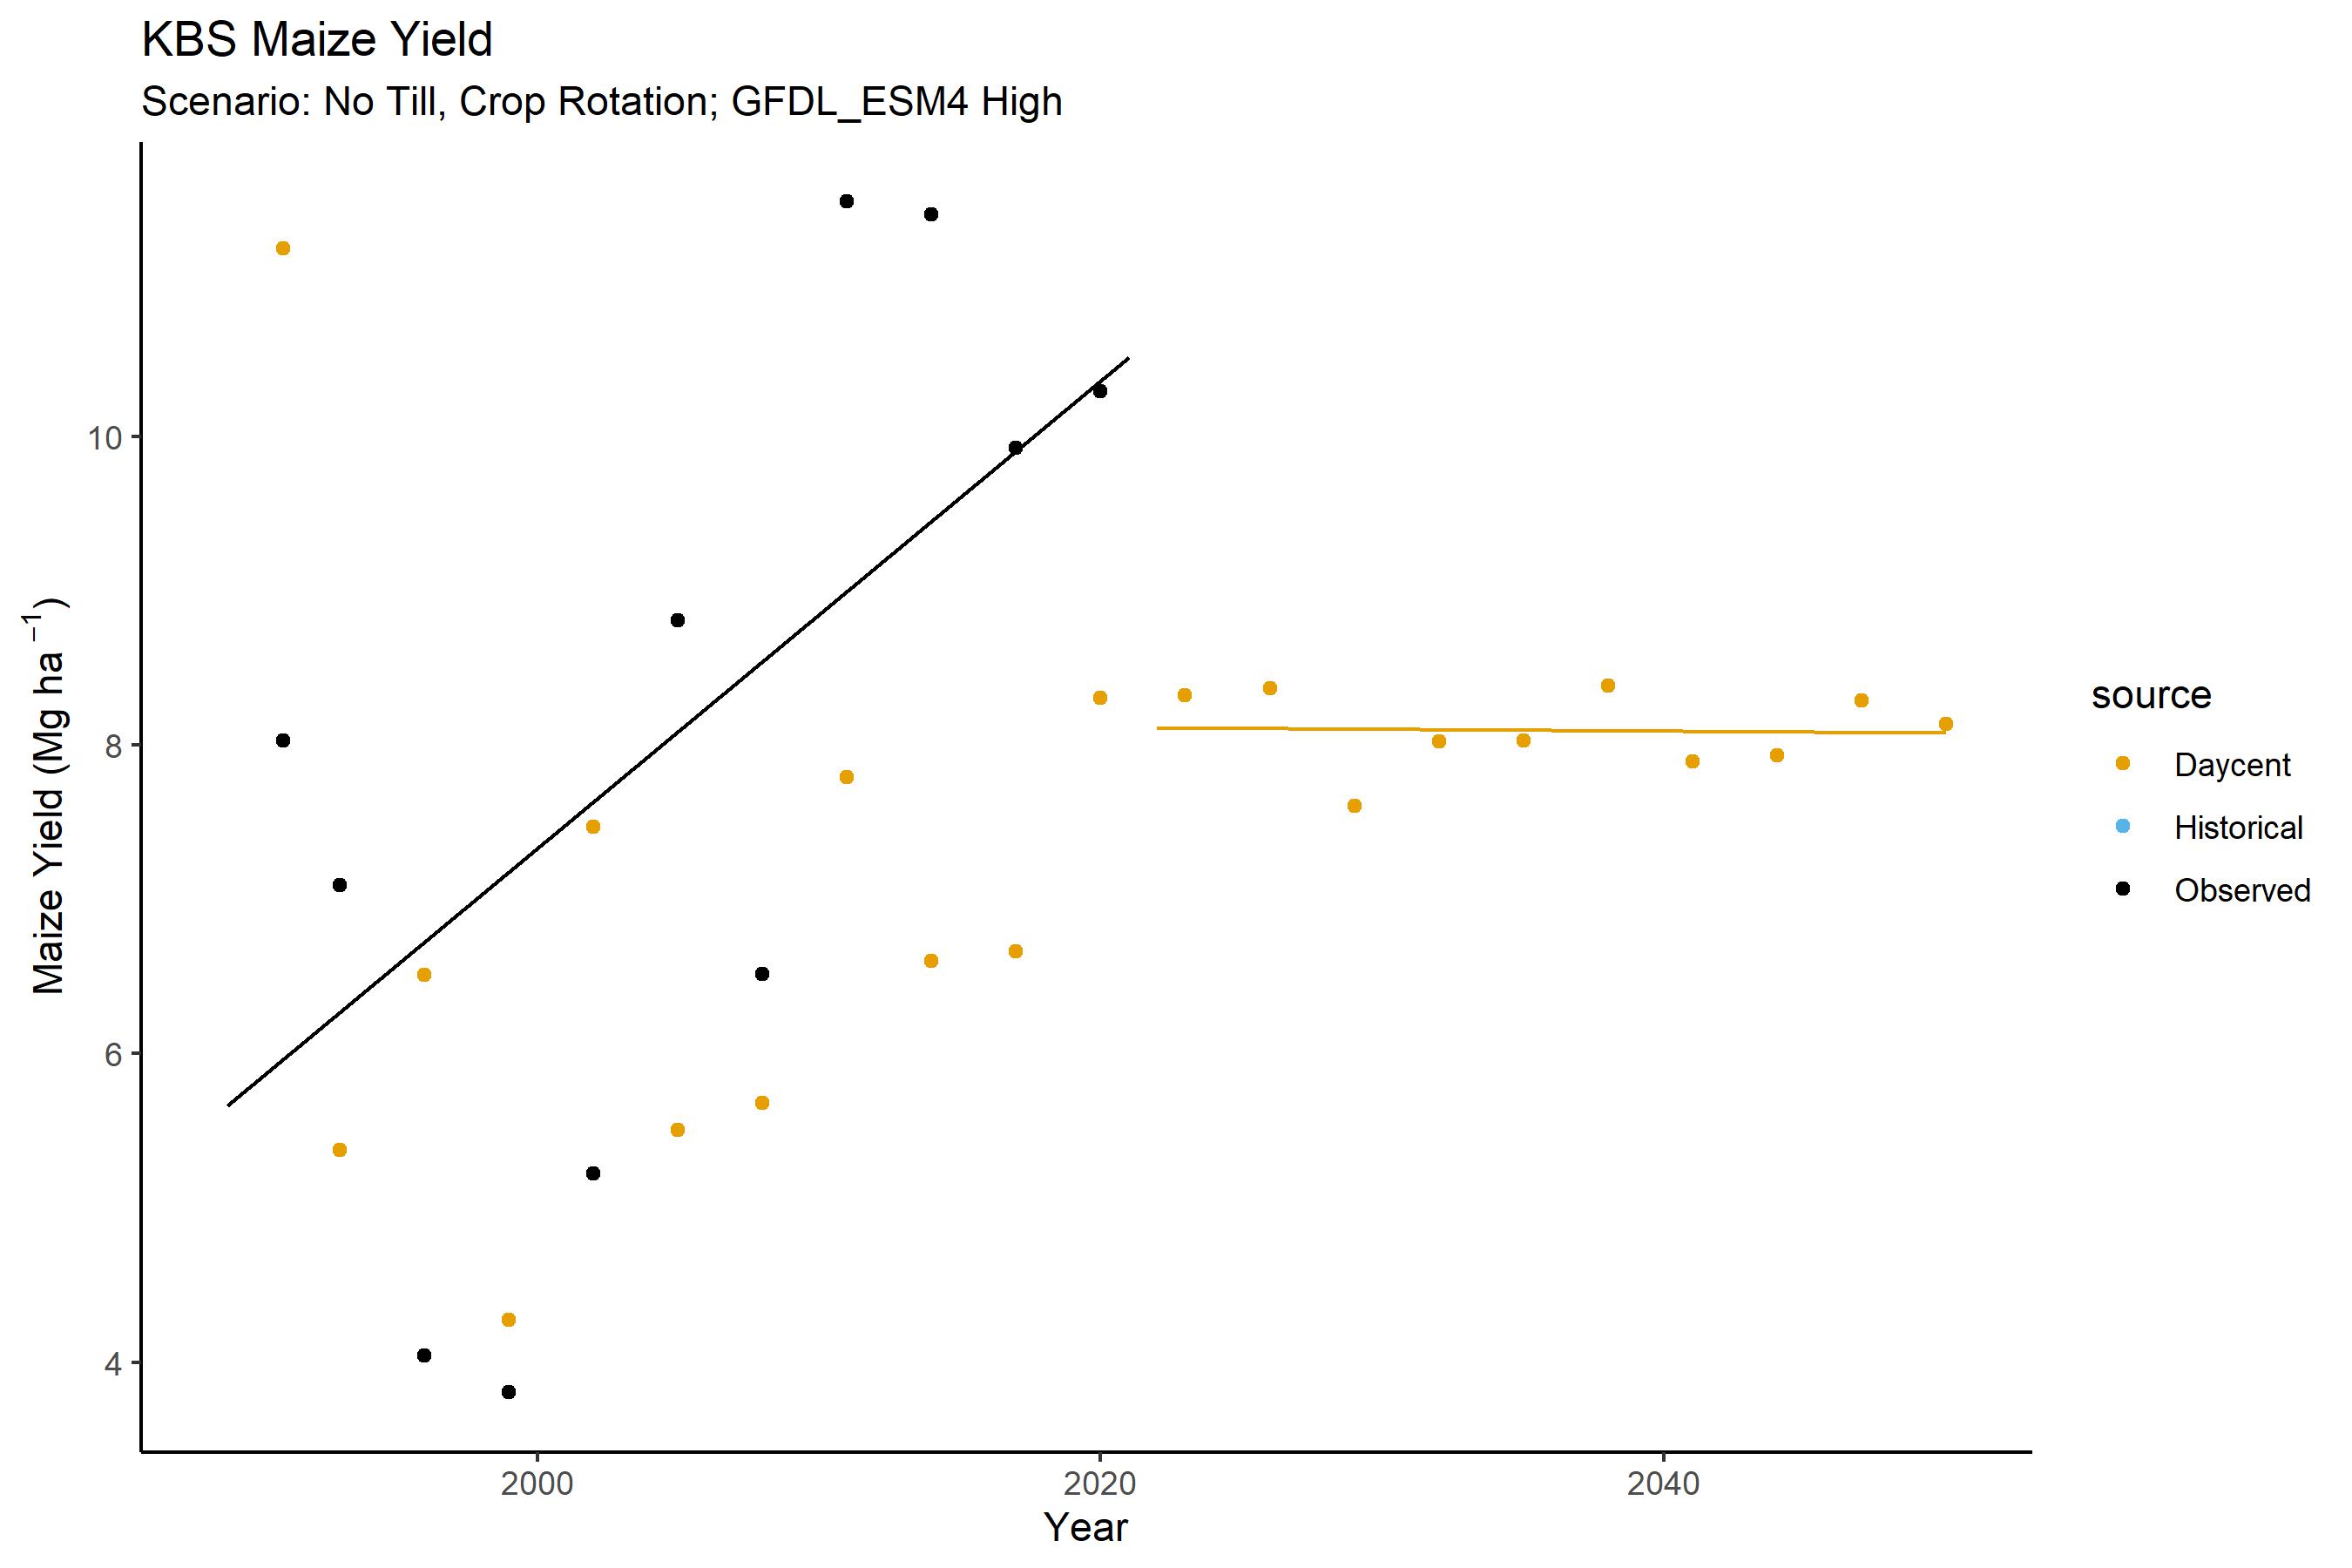 KBS Maize Yield
Scenario: No Till, Crop Rotation; GFDL_ESM4 High
Maize Yield (Mg ha ⁻¹)
10
8
6
4
2000
2020
2040
Year
source
Daycent
Historical
Observed